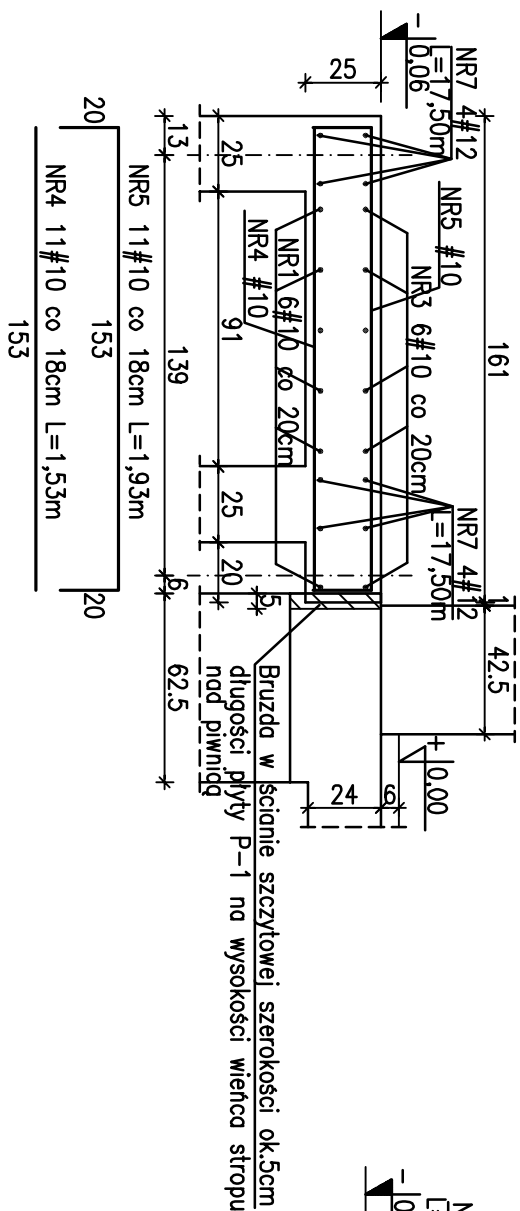 161
1
42.5
NR7 4#12
L=17,50m
-
0,06
25
NR5 #10
NR3 6#10 co 20cm
NR7 4#12
L=17,50m
+
0,00
6
24
NR1 6#10 co 20cm
NR4 #10
25
91
25
20
5
13
139
6
62.5
Bruzda w ścianie szczytowej szerokości ok.5cm
długości płyty P-1 na wysokości wieńca stropu
nad piwnicą
NR5 11#10 co 18cm L=1,93m
20
153
20
NR4 11#10 co 18cm L=1,53m
153
-